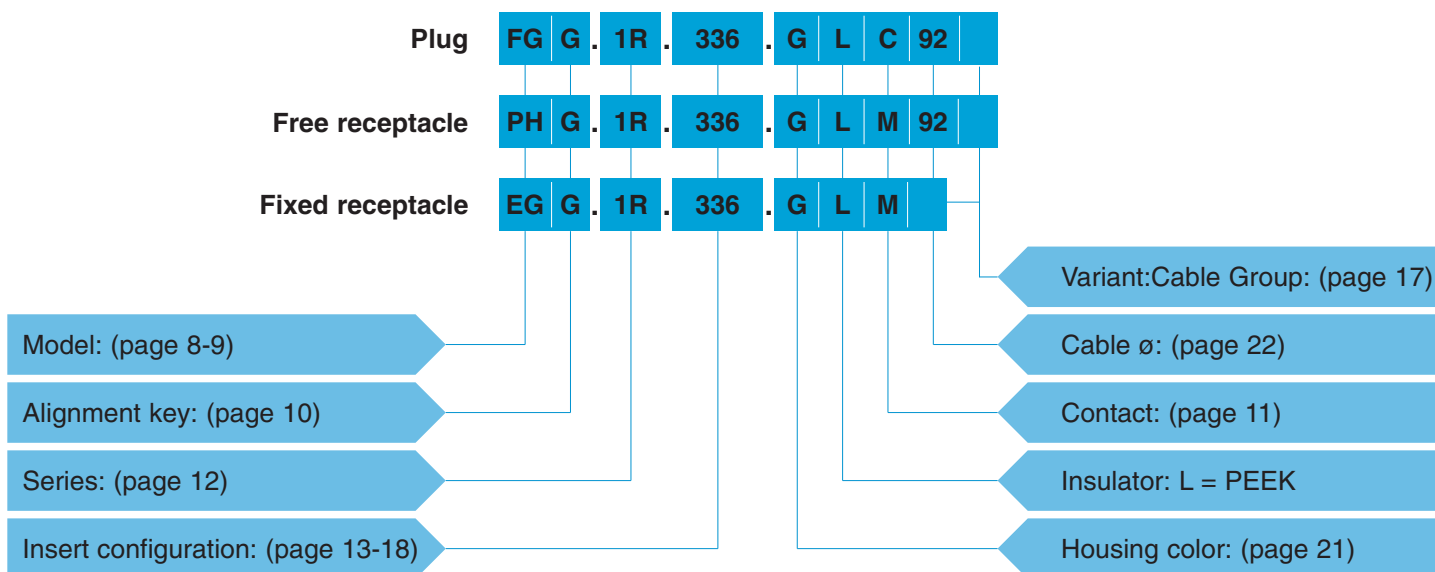 Plug FG G . 1R . 336 . G L C 92
Free receptacle PH G . 1R . 336 . G L M 92
Fixed receptacle EG G . 1R . 336 . G L M
Variant:Cable Group: (page 17)
Model: (page 8-9)
Cable ø: (page 22)
Alignment key: (page 10)
Contact: (page 11)
Series: (page 12)
Insulator: L = PEEK
Insert configuration: (page 13-18)
Housing color: (page 21)